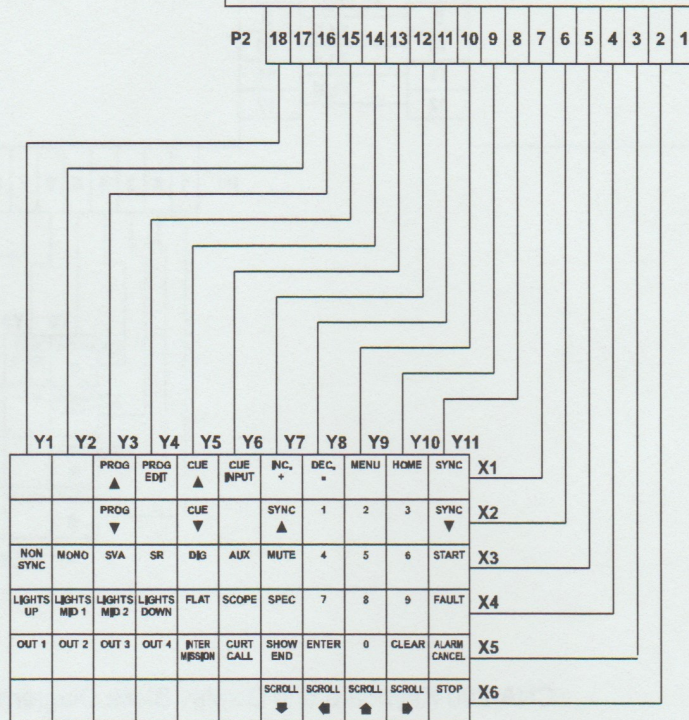 P2 18 17 16 15 14 13 12 11 10 9 8 7 6 5 4 3 2 1
Y1 Y2 Y3 Y4 Y5 Y6 Y7 Y8 Y9 Y10 Y11
PROG ▲ PROG EDIT CUE ▲ CUE INPUT INC. + DEC. - MENU HOME SYNC X1
PROG ▼ CUE ▼ SYNC ▲ 1 2 3 SYNC ▼ X2
NON SYNC MONO SVA SR DIG AUX MUTE 4 5 6 START X3
LIGHTS UP LIGHTS MID 1 LIGHTS MID 2 LIGHTS DOWN FLAT SCOPE SPEC 7 8 9 FAULT X4
OUT 1 OUT 2 OUT 3 OUT 4 INTER MISSION CURT CALL SHOW END ENTER 0 CLEAR ALARM CANCEL X5
SCROLL 🡇 SCROLL 🡄 SCROLL 🡅 SCROLL 🡆 STOP X6